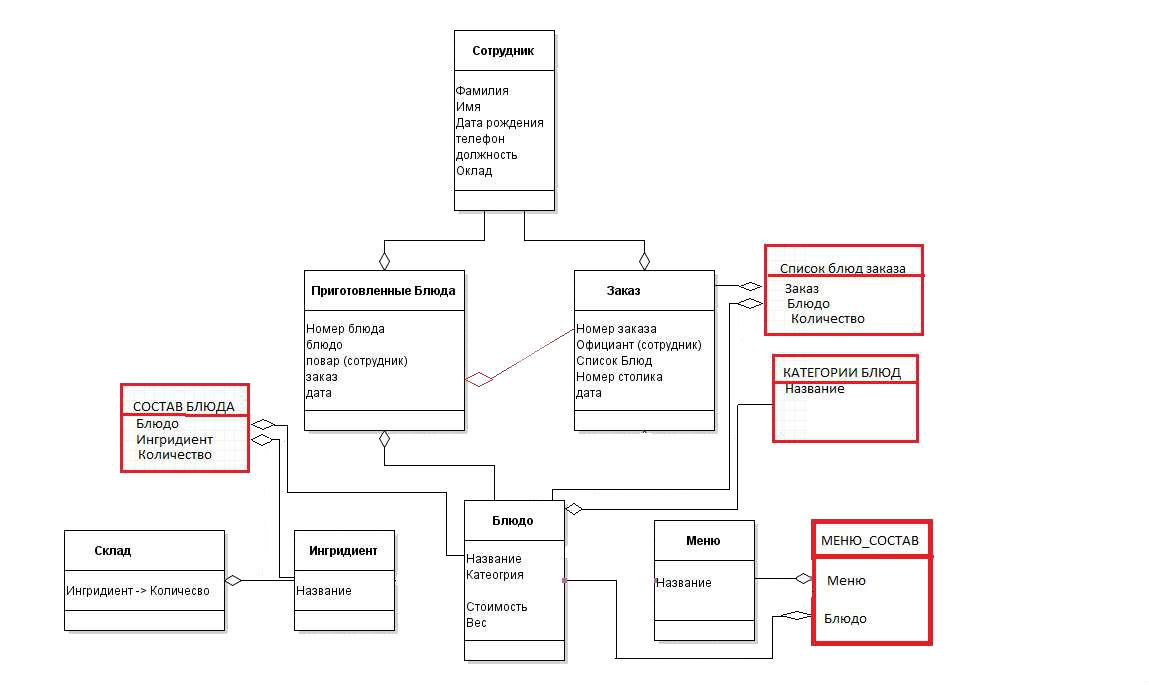 Сотрудник
Фамилия
Имя
Дата рождения
телефон
должность
Оклад
Приготовленные Блюда
Номер блюда
блюдо
повар (сотрудник)
заказ
дата
Заказ
Номер заказа
Официант (сотрудник)
Список Блюд
Номер столика
дата
Список блюд заказа
Заказ
Блюдо
Количество
КАТЕГОРИИ БЛЮД
Название
СОСТАВ БЛЮДА
Блюдо
Ингридиент
Количество
Склад
Ингридиент -> Количесво
Ингридиент
Название
Блюдо
Название
Катеогрия
Стоимость
Вес
Меню
Название
МЕНЮ_СОСТАВ
Меню
Блюдо